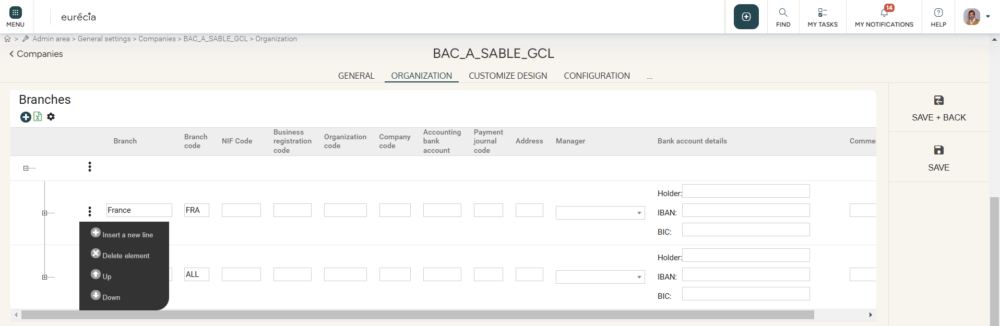 MENU
eurécia
FIND
MY TASKS
14
MY NOTIFICATIONS
HELP
> Admin area > General settings > Companies > BAC_A_SABLE_GCL > Organization
Companies
BAC_A_SABLE_GCL
GENERAL
ORGANIZATION
CUSTOMIZE DESIGN
CONFIGURATION
...
Branches
SAVE + BACK
SAVE
Branch
Branch code
NIF Code
Business registration code
Organization code
Company code
Accounting bank account
Payment journal code
Address
Manager
Bank account details
Comme
France
FRA
Holder:
IBAN:
BIC:
Insert a new line
Delete element
Up
Down
ALL
Holder:
IBAN:
BIC: